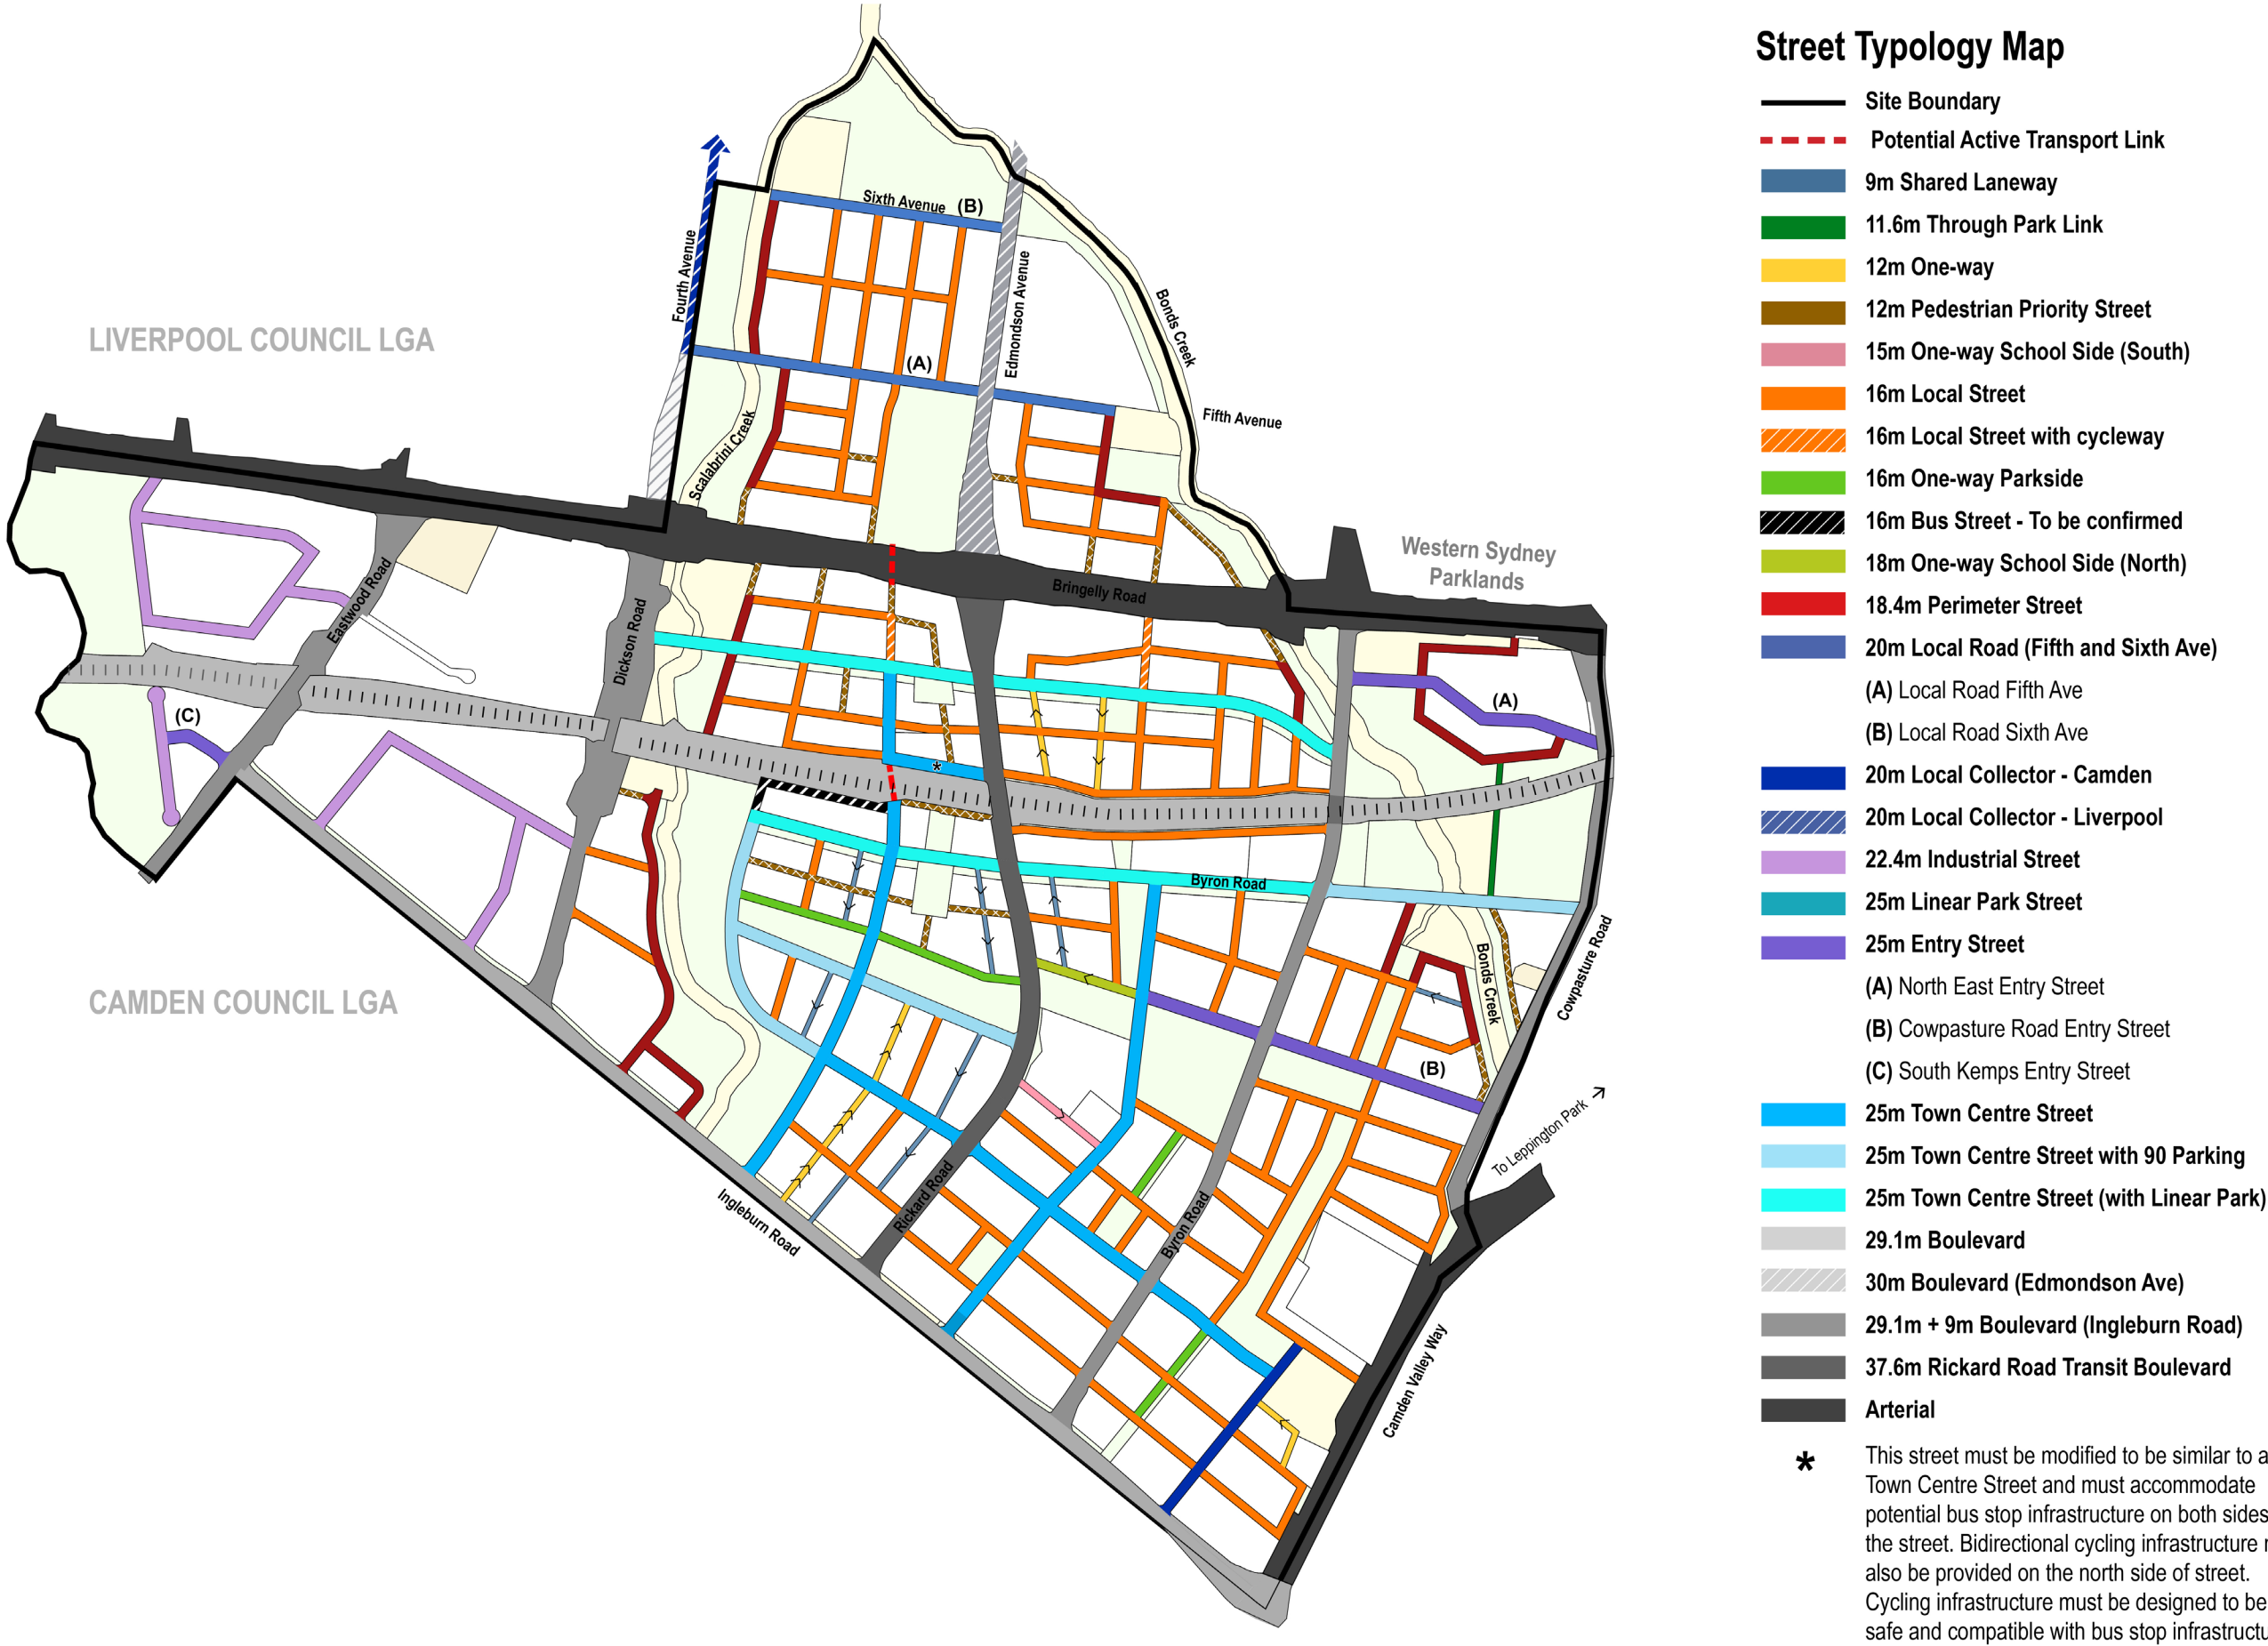 Street Typology Map
Site Boundary
Potential Active Transport Link
9m Shared Laneway
11.6m Through Park Link
12m One-way
12m Pedestrian Priority Street
15m One-way School Side (South)
16m Local Street
16m Local Street with cycleway
16m One-way Parkside
16m Bus Street - To be confirmed
18m One-way School Side (North)
18.4m Perimeter Street
20m Local Road (Fifth and Sixth Ave)
(A) Local Road Fifth Ave
(B) Local Road Sixth Ave
20m Local Collector - Camden
20m Local Collector - Liverpool
22.4m Industrial Street
25m Linear Park Street
25m Entry Street
(A) North East Entry Street
(B) Cowpasture Road Entry Street
(C) South Kemps Entry Street
25m Town Centre Street
25m Town Centre Street with 90 Parking
25m Town Centre Street (with Linear Park)
29.1m Boulevard
30m Boulevard (Edmondson Ave)
29.1m + 9m Boulevard (Ingleburn Road)
37.6m Rickard Road Transit Boulevard
Arterial
* This street must be modified to be similar to a
Town Centre Street and must accommodate
potential bus stop infrastructure on both sides
the street. Bidirectional cycling infrastructure
also be provided on the north side of street.
Cycling infrastructure must be designed to be
safe and compatible with bus stop
LIVERPOOL COUNCIL LGA
CAMDEN COUNCIL LGA
Western Sydney
Parklands
Sixth Avenue (B)
Fourth Avenue
Edmondson Avenue
Bonds Creek
(A)
Fifth Avenue
Scalabrini Creek
Bringelly Road
Eastwood Road
Dickson Road
(A)
(C)
*
Byron Road
Bonds Creek
Cowpasture Road
(B)
To Leppington Park
Ingleburn Road
Rickard Road
Byron Road
Camden Valley Way